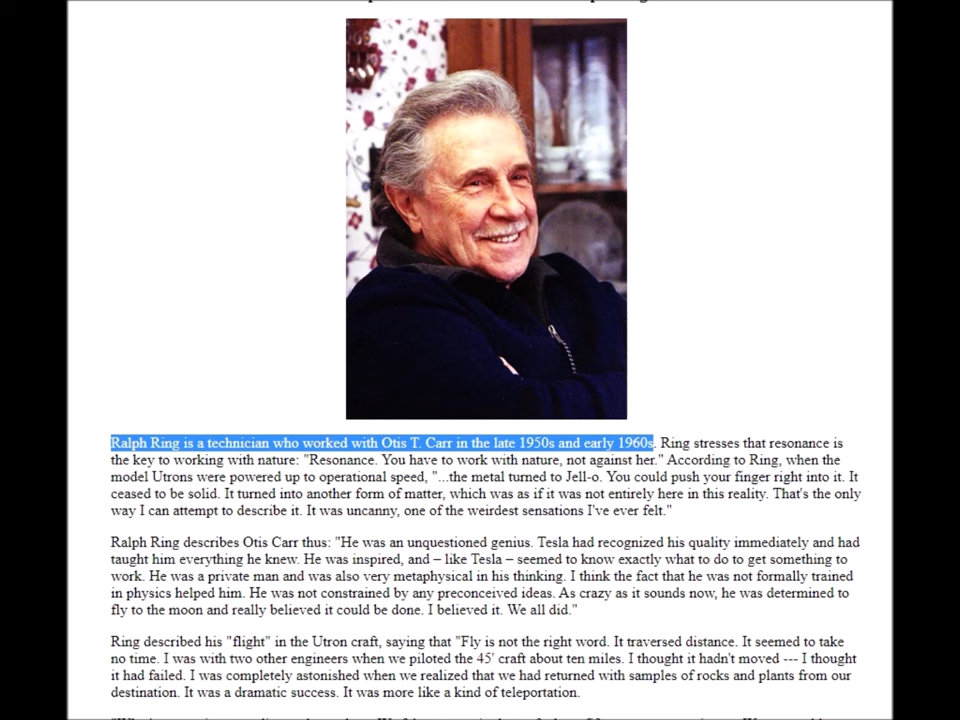 Ralph Ring is a technician who worked with Otis T. Carr in the late 1950s and early 1960s. Ring stresses that resonance is
the key to working with nature: "Resonance. You have to work with nature, not against her." According to Ring, when the
model Utrons were powered up to operational speed, "...the metal turned to Jell-o. You could push your finger right into it. It
ceased to be solid. It turned into another form of matter, which was as if it was not entirely here in this reality. That's the only
way I can attempt to describe it. It was uncanny, one of the weirdest sensations I've ever felt."
Ralph Ring describes Otis Carr thus: "He was an unquestioned genius. Tesla had recognized his quality immediately and had
taught him everything he knew. He was inspired, and – like Tesla – seemed to know exactly what to do to get something to
work. He was a private man and was also very metaphysical in his thinking. I think the fact that he was not formally trained
in physics helped him. He was not constrained by any preconceived ideas. As crazy as it sounds now, he was determined to
fly to the moon and really believed it could be done. I believed it. We all did."
Ring described his "flight" in the Utron craft, saying that "Fly is not the right word. It traversed distance. It seemed to take
no time. I was with two other engineers when we piloted the 45' craft about ten miles. I thought it hadn't moved --- I thought
it had failed. I was completely astonished when we realized that we had returned with samples of rocks and plants from our
destination. It was a dramatic success. It was more like a kind of teleportation.